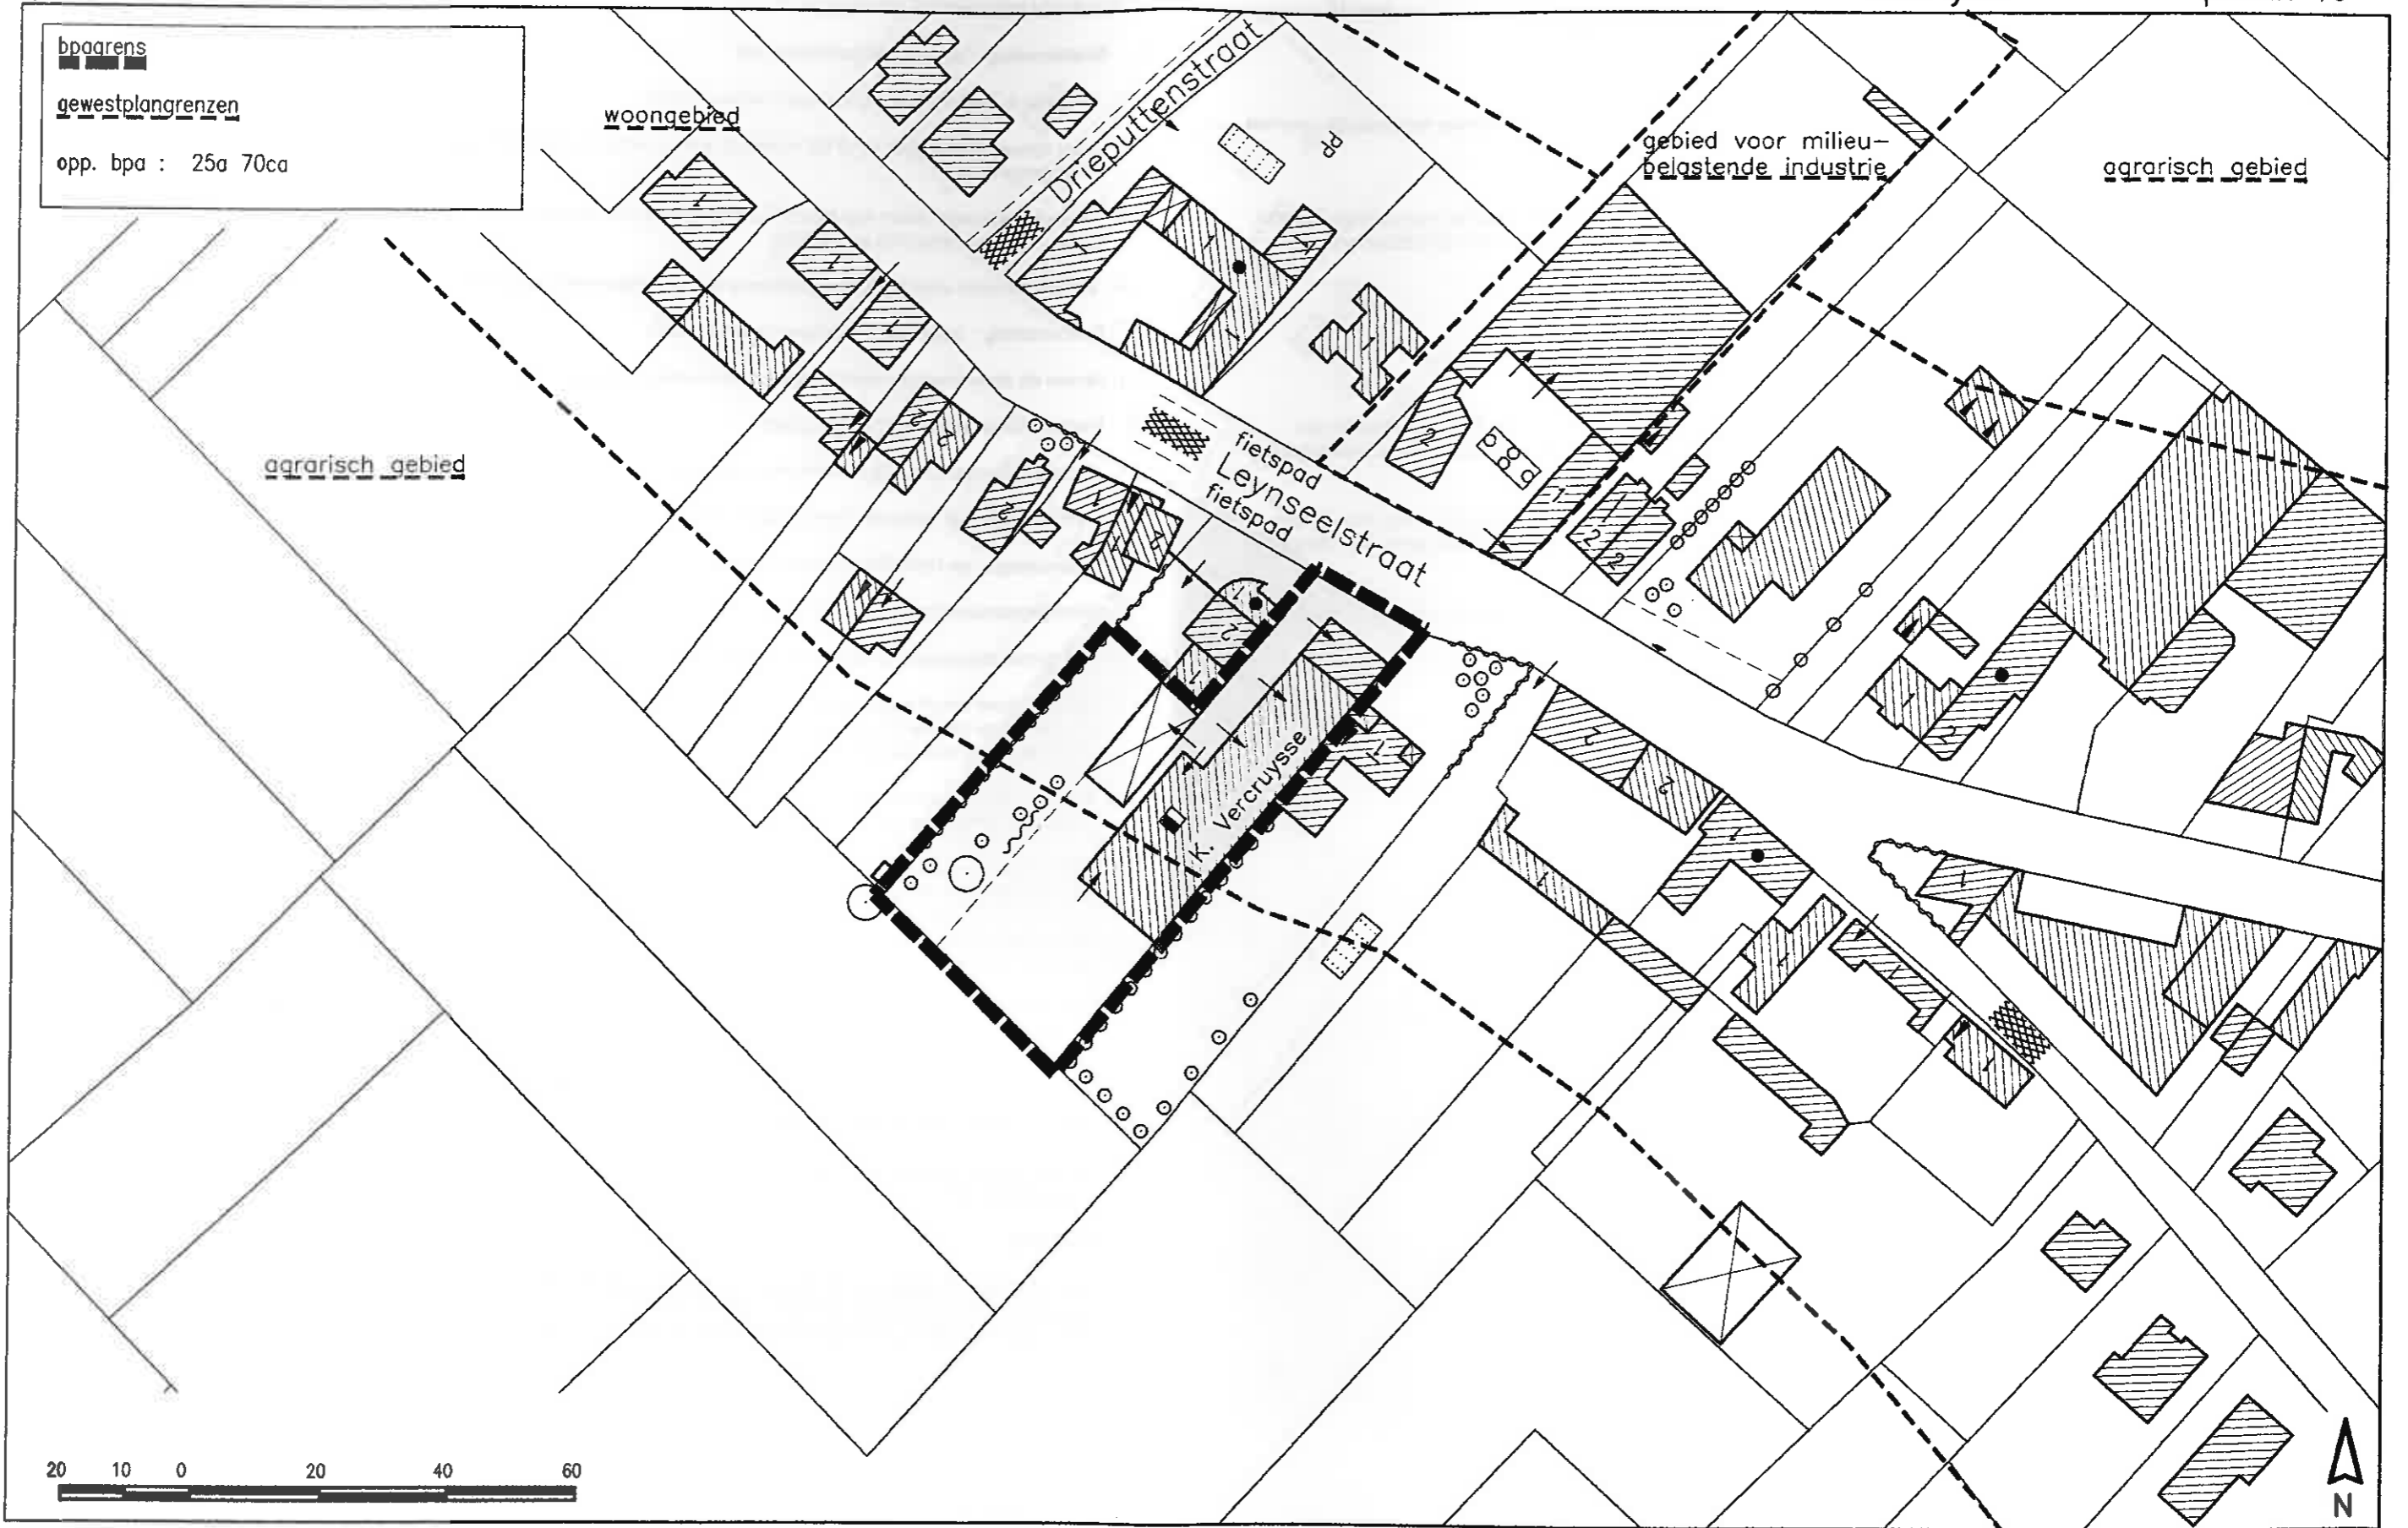 bpagrens
gewestplangrenzen
opp. bpa : 25a 70ca
woongebied
Drieputtenstraat
gebied voor milieu-
belastende industrie
agrarisch gebied
agrarisch gebied
fietspad
Leynseelstraat
fietspad
K. Vercruysse
20 10 0 20 40 60
N